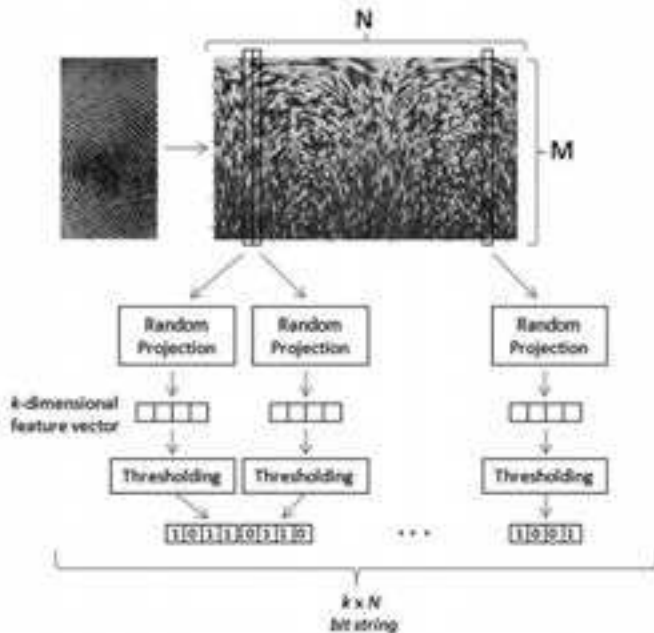 N
M
Random
Projection
Random
Projection
Random
Projection
k-dimensional
feature vector
Thresholding
Thresholding
Thresholding
1 0 1 1 0 1 1 0
...
1 0 0 1
k x N
bit string